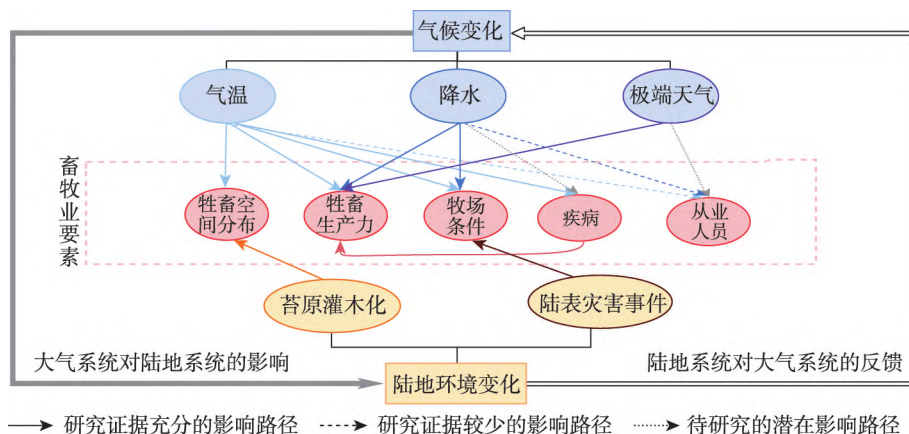 气候变化
气温
降水
极端天气
畜牧业要素
牲畜空
间分布
牲畜
生产力
牧场
条件
疾病
从业
人员
苔原灌木化
陆表灾害事件
大气系统对陆地系统的影响
陆地系统对大气系统的反馈
陆地环境变化
研究证据充分的影响路径
研究证据较少的影响路径
待研究的潜在影响路径